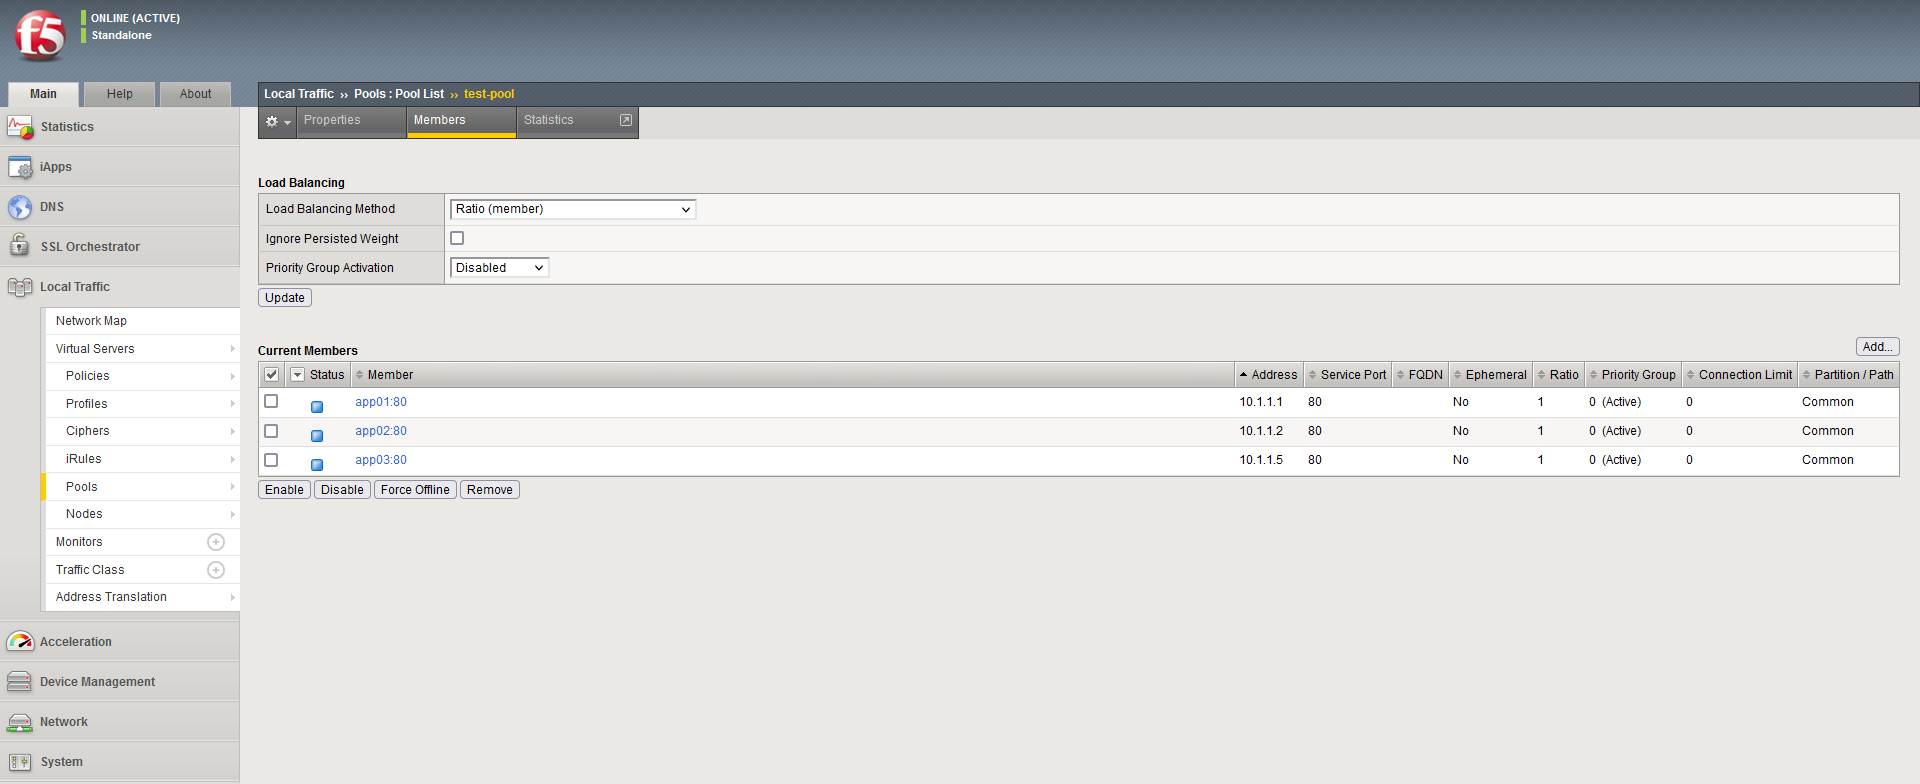 f5
ONLINE (ACTIVE)
Standalone
Main Help About
Local Traffic ›› Pools : Pool List ›› test-pool
Properties Members Statistics
Statistics
iApps
DNS
SSL Orchestrator
Local Traffic
Network Map
Virtual Servers
Policies
Profiles
Ciphers
iRules
Pools
Nodes
Monitors
Traffic Class
Address Translation
Acceleration
Device Management
Network
System
Load Balancing
Load Balancing Method Ratio (member)
Ignore Persisted Weight
Priority Group Activation Disabled
Update
Current Members Add...
Status Member Address Service Port FQDN Ephemeral Ratio Priority Group Connection Limit Partition / Path
app01:80 10.1.1.1 80 No 1 0 (Active) 0 Common
app02:80 10.1.1.2 80 No 1 0 (Active) 0 Common
app03:80 10.1.1.5 80 No 1 0 (Active) 0 Common
Enable Disable Force Offline Remove